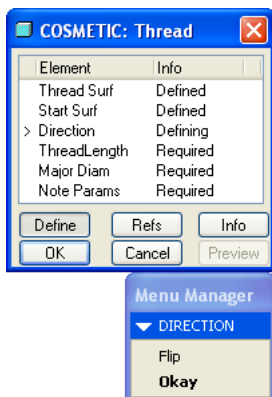 COSMETIC: Thread
Element Info
Thread Surf Defined
Start Surf Defined
> Direction Defining
ThreadLength Required
Major Diam Required
Note Params Required
Define Refs Info
OK Cancel Preview
Menu Manager
DIRECTION
Flip
Okay